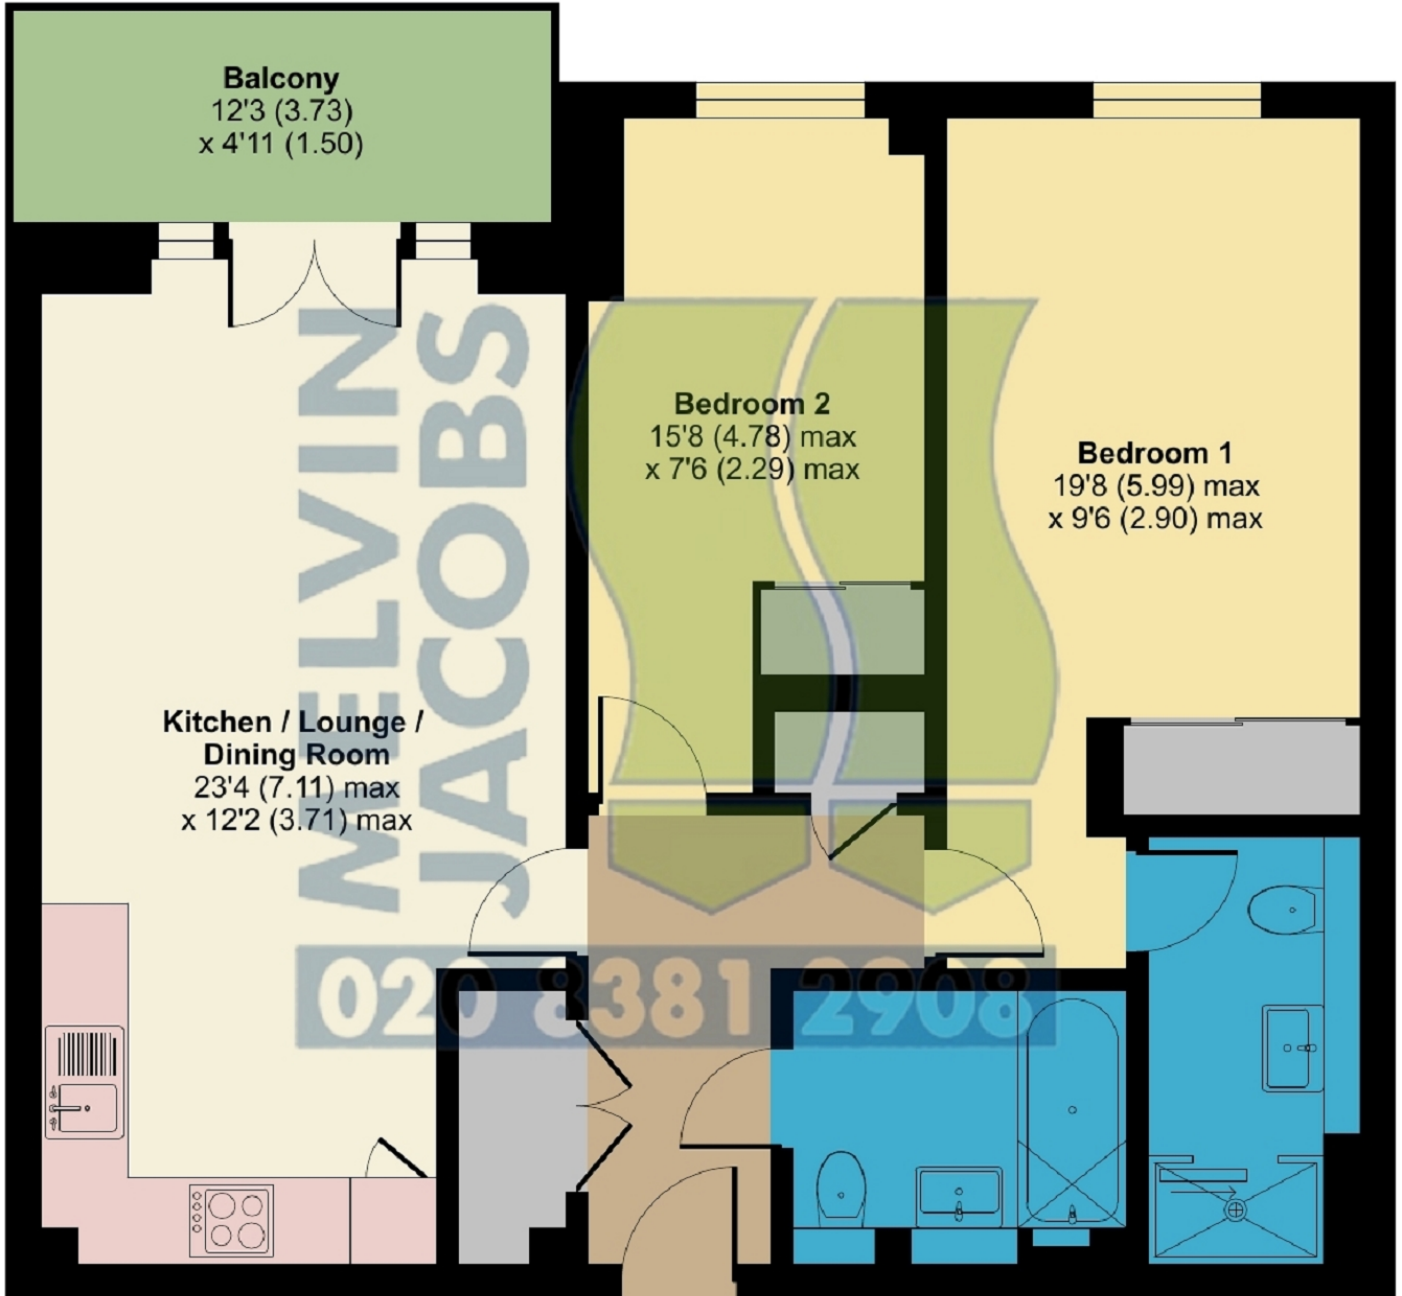 Balcony
12'3 (3.73)
x 4'11 (1.50)
Bedroom 2
15'8 (4.78) max
x 7'6 (2.29) max
Bedroom 1
19'8 (5.99) max
x 9'6 (2.90) max
Kitchen / Lounge /
Dining Room
23'4 (7.11) max
x 12'2 (3.71) max
MELVIN
JACOBS
020 8381 2908